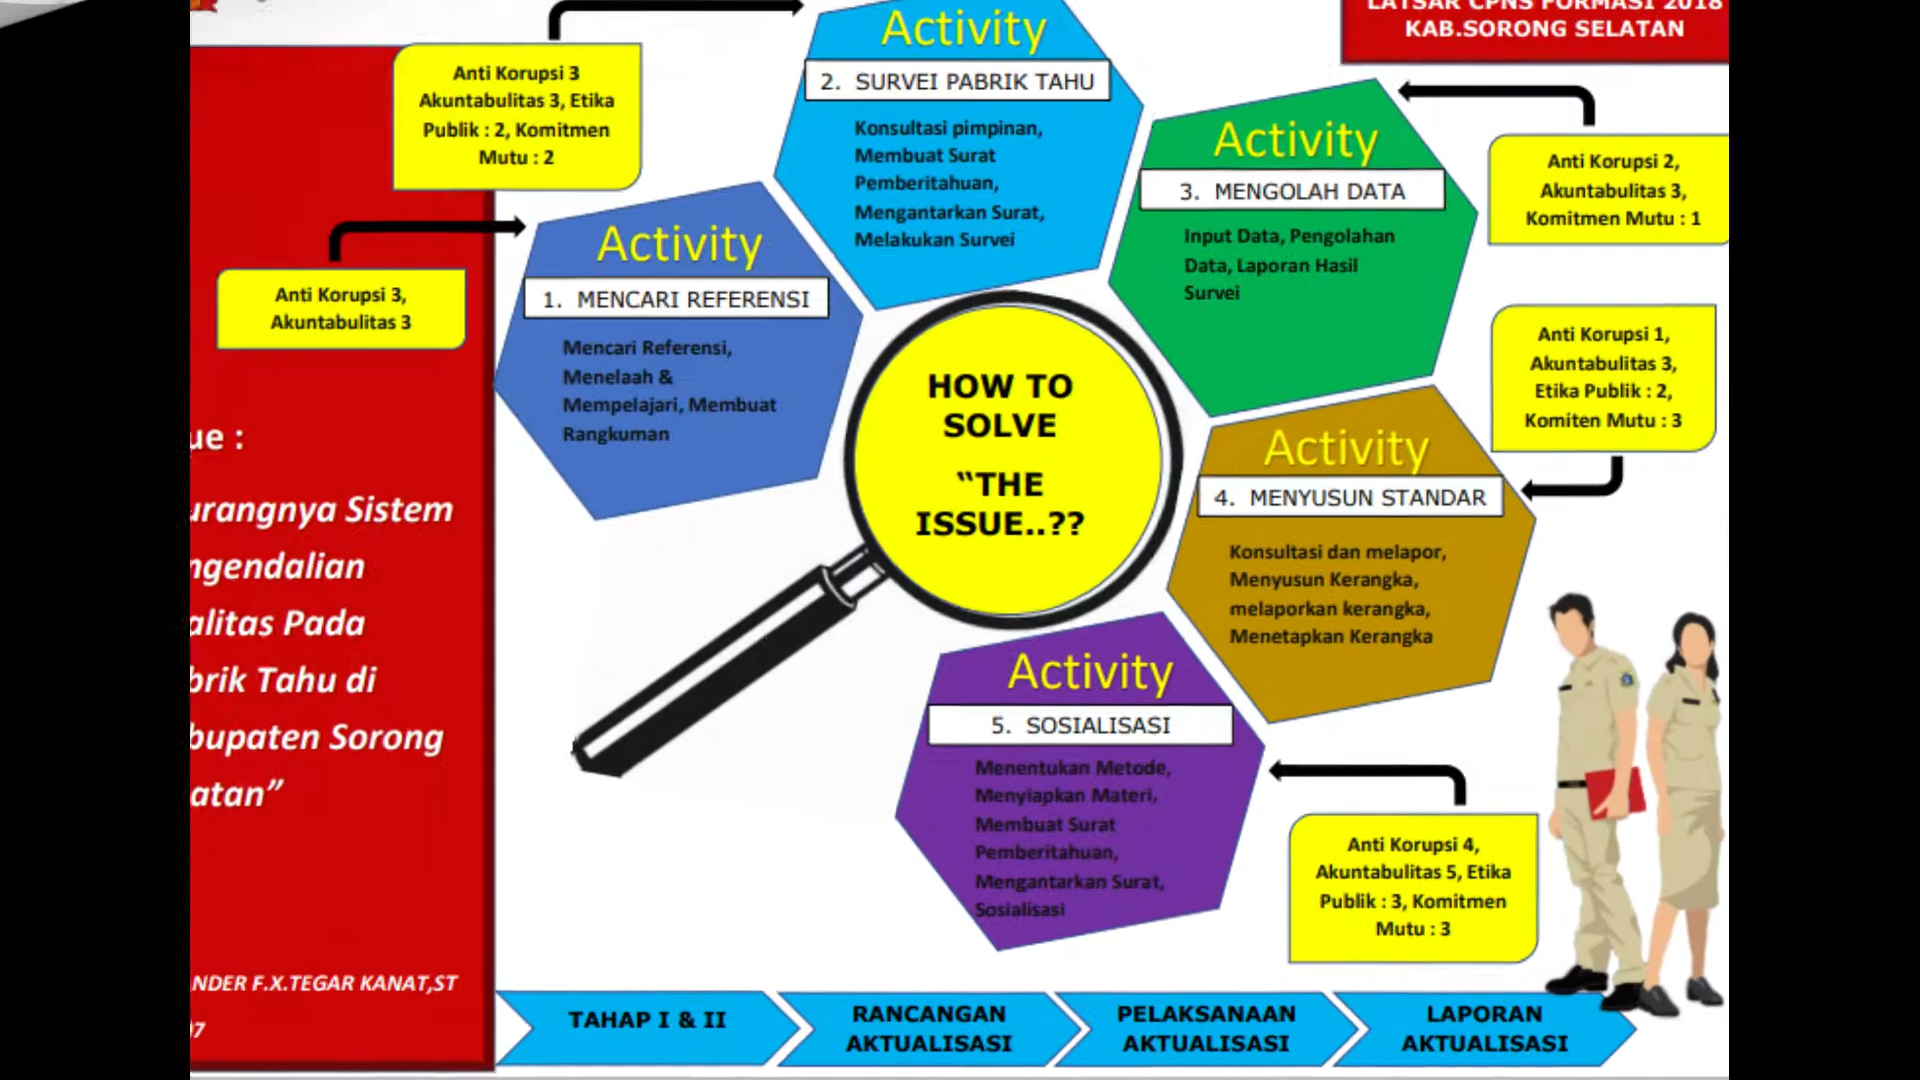 LATSAR CPNS FORMASI 2018
KAB.SORONG SELATAN
Anti Korupsi 3
Akuntabulitas 3, Etika
Publik : 2, Komitmen
Mutu : 2
Activity
2. SURVEI PABRIK TAHU
Konsultasi pimpinan,
Membuat Surat
Pemberitahuan,
Mengantarkan Surat,
Melakukan Survei
Activity
3. MENGOLAH DATA
Input Data, Pengolahan
Data, Laporan Hasil
Survei
Anti Korupsi 2,
Akuntabulitas 3,
Komitmen Mutu : 1
Anti Korupsi 3,
Akuntabulitas 3
Activity
1. MENCARI REFERENSI
Mencari Referensi,
Menelaah &
Mempelajari, Membuat
Rangkuman
HOW TO
SOLVE
“THE
ISSUE..??
Anti Korupsi 1,
Akuntabulitas 3,
Etika Publik : 2,
Komiten Mutu : 3
Activity
4. MENYUSUN STANDAR
Konsultasi dan melapor,
Menyusun Kerangka,
melaporkan kerangka,
Menetapkan Kerangka
ue :
urangnya Sistem
ngendalian
alitas Pada
brik Tahu di
bupaten Sorong
atan”
Activity
5. SOSIALISASI
Menentukan Metode,
Menyiapkan Materi,
Membuat Surat
Pemberitahuan,
Mengantarkan Surat,
Sosialisasi
Anti Korupsi 4,
Akuntabulitas 5, Etika
Publik : 3, Komitmen
Mutu : 3
NDER F.X.TEGAR KANAT,ST
07
TAHAP I & II
RANCANGAN
AKTUALISASI
PELAKSANAAN
AKTUALISASI
LAPORAN
AKTUALISASI